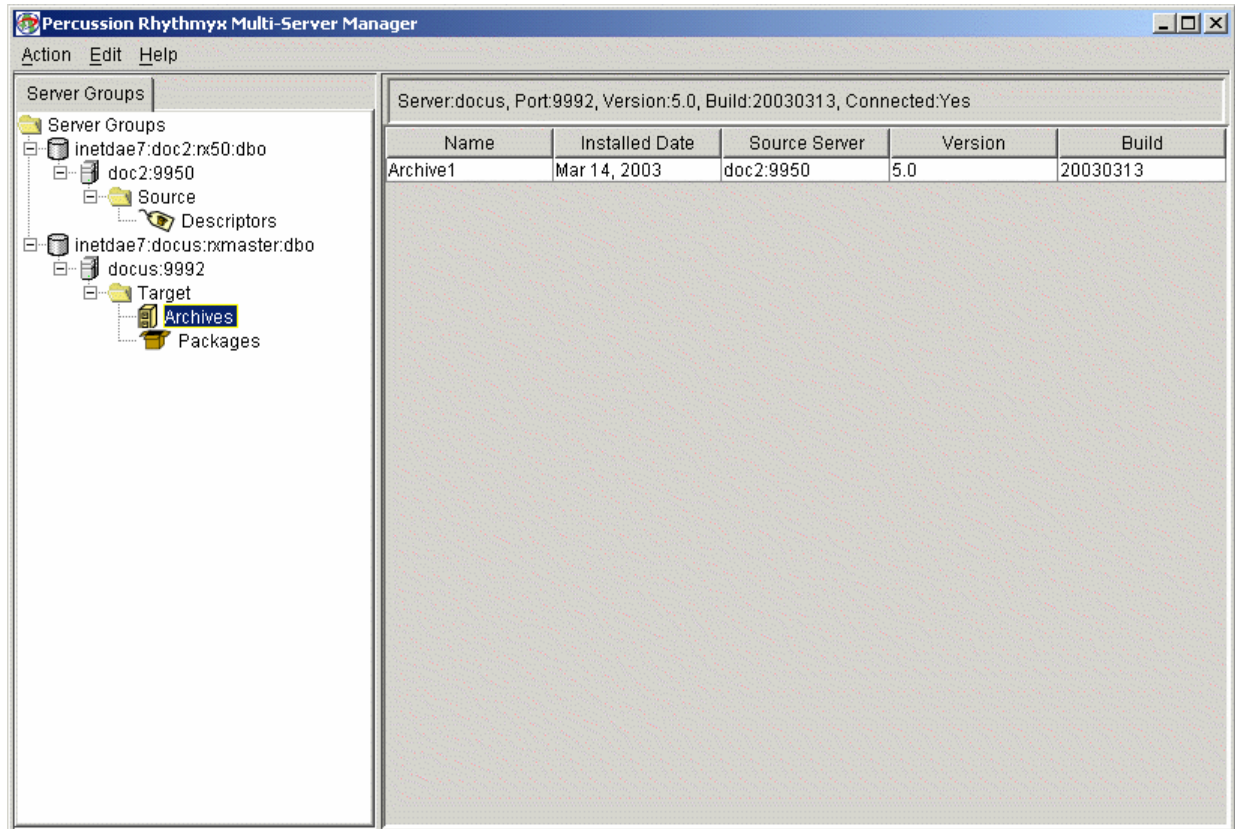 Percussion Rhythmyx Multi-Server Manager
Action Edit Help
Server Groups
Server Groups
inetdae7:doc2:rx50:dbo
doc2:9950
Source
Descriptors
inetdae7:docus:rxmaster:dbo
docus:9992
Target
Archives
Packages
Server:docus, Port:9992, Version:5.0, Build:20030313, Connected:Yes
Name Installed Date Source Server Version Build
Archive1 Mar 14, 2003 doc2:9950 5.0 20030313